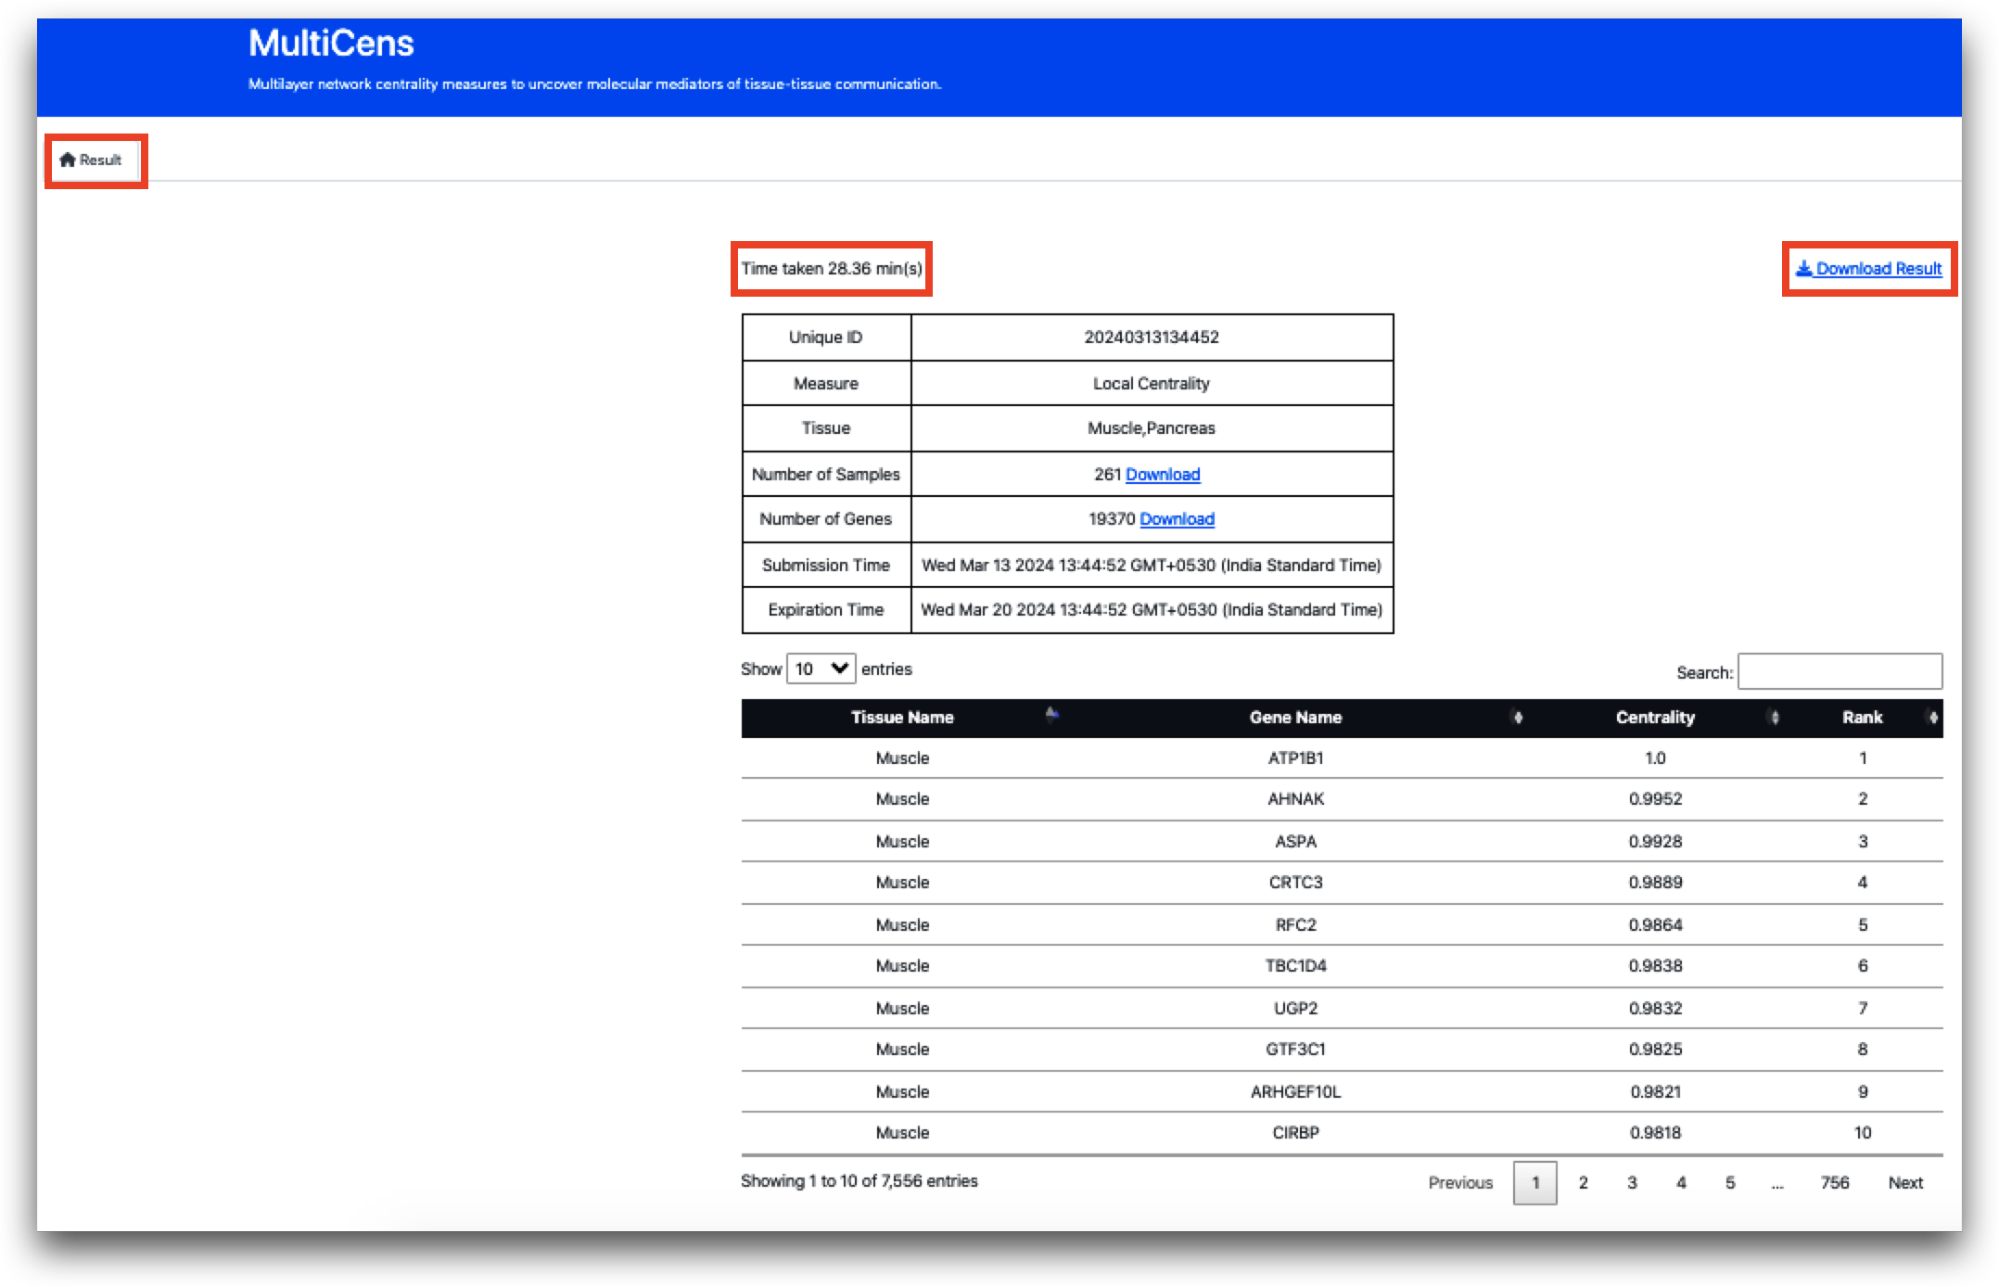 MultiCens
Multilayer network centrality measures to uncover molecular mediators of tissue-tissue communication.
Result
Time taken 28.36 min(s)
Download Result
Unique ID 20240313134452
Measure Local Centrality
Tissue Muscle,Pancreas
Number of Samples 261 Download
Number of Genes 19370 Download
Submission Time Wed Mar 13 2024 13:44:52 GMT+0530 (India Standard Time)
Expiration Time Wed Mar 20 2024 13:44:52 GMT+0530 (India Standard Time)
Show 10 entries Search:
Tissue Name Gene Name Centrality Rank
Muscle ATP1B1 1.0 1
Muscle AHNAK 0.9952 2
Muscle ASPA 0.9928 3
Muscle CRTC3 0.9889 4
Muscle RFC2 0.9864 5
Muscle TBC1D4 0.9838 6
Muscle UGP2 0.9832 7
Muscle GTF3C1 0.9825 8
Muscle ARHGEF10L 0.9821 9
Muscle CIRBP 0.9818 10
Showing 1 to 10 of 7,556 entries Previous 1 2 3 4 5 ... 756 Next